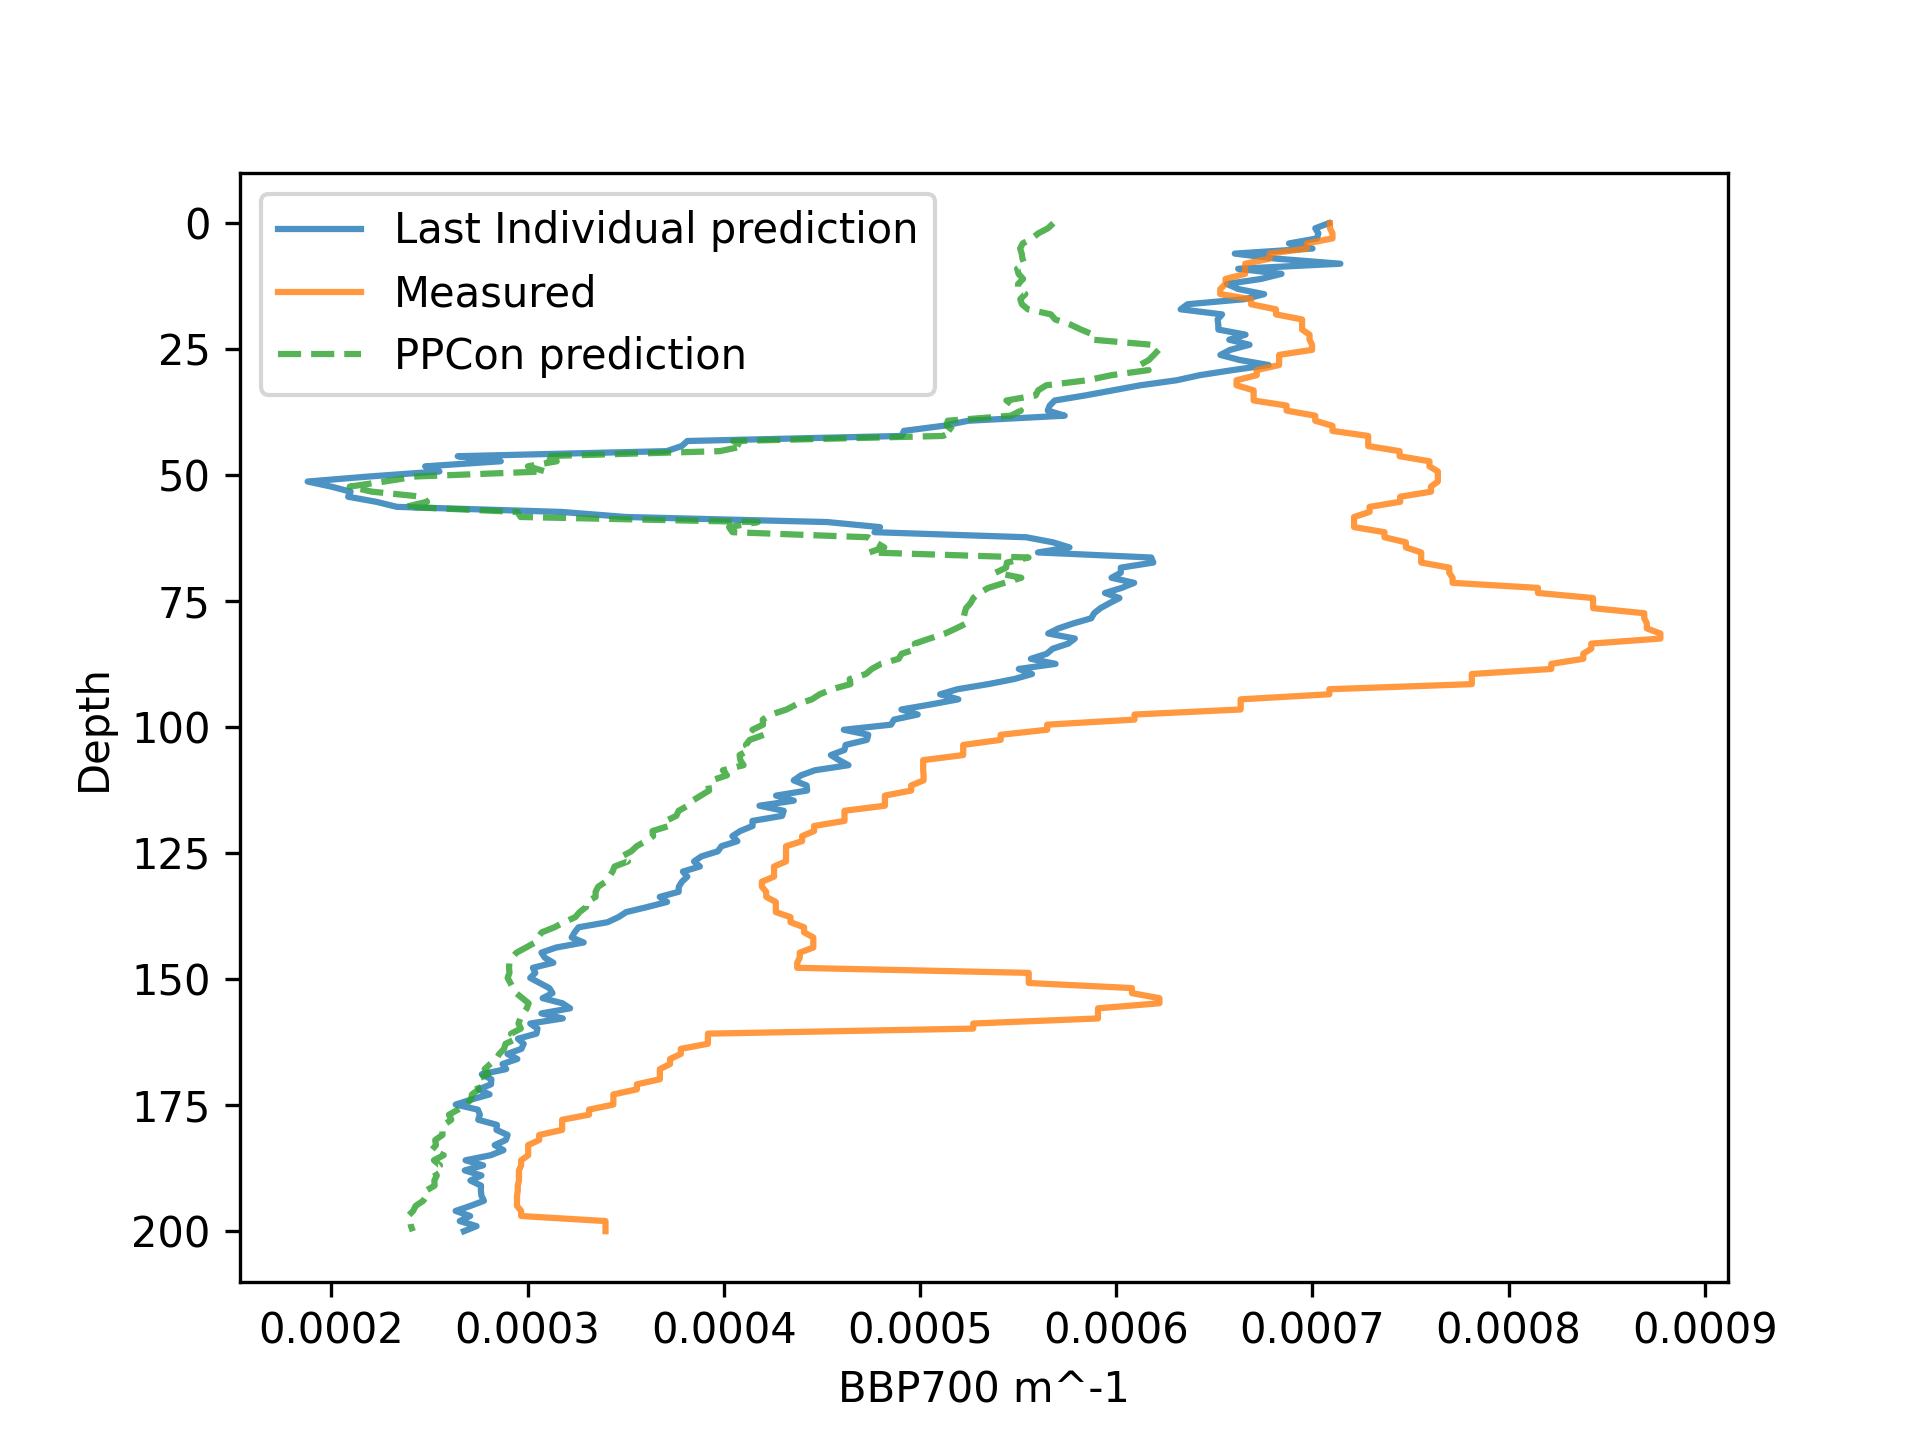 Last Individual prediction
Measured
PPCon prediction
0
25
50
75
100
125
150
175
200
Depth
0.0002 0.0003 0.0004 0.0005 0.0006 0.0007 0.0008 0.0009
BBP700 m^-1